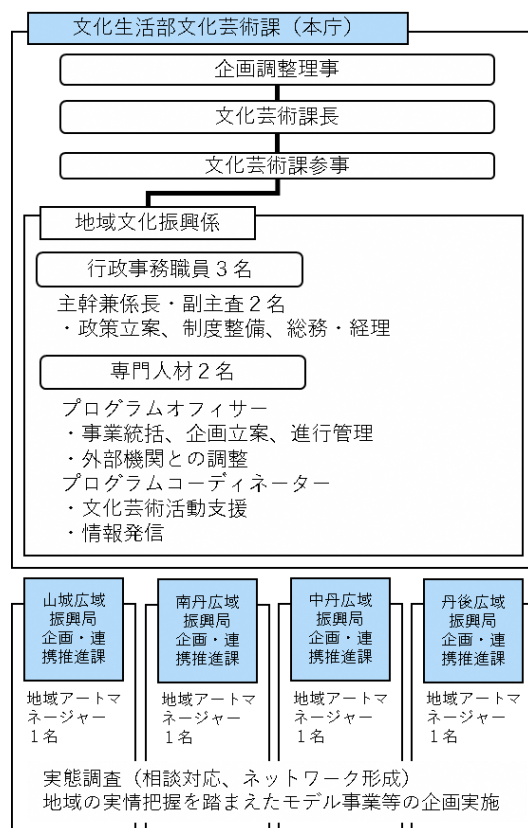 文化生活部文化芸術課（本庁）
企画調整理事
文化芸術課長
文化芸術課参事
地域文化振興係
行政事務職員３名
主幹兼係長・副主査２名
・政策立案、制度整備、総務・経理
専門人材２名
プログラムオフィサー
・事業統括、企画立案、進行管理
・外部機関との調整
プログラムコーディネーター
・文化芸術活動支援
・情報発信
山城広域
振興局
企画・連
携推進課
地域アートマ
ネージャー
１名
南丹広域
振興局
企画・連
携推進課
地域アートマ
ネージャー
１名
中丹広域
振興局
企画・連
携推進課
地域アートマ
ネージャー
１名
丹後広域
振興局
企画・連
携推進課
地域アートマ
ネージャー
１名
実態調査（相談対応、ネットワーク形成）
地域の実情把握を踏まえたモデル事業等の企画実施